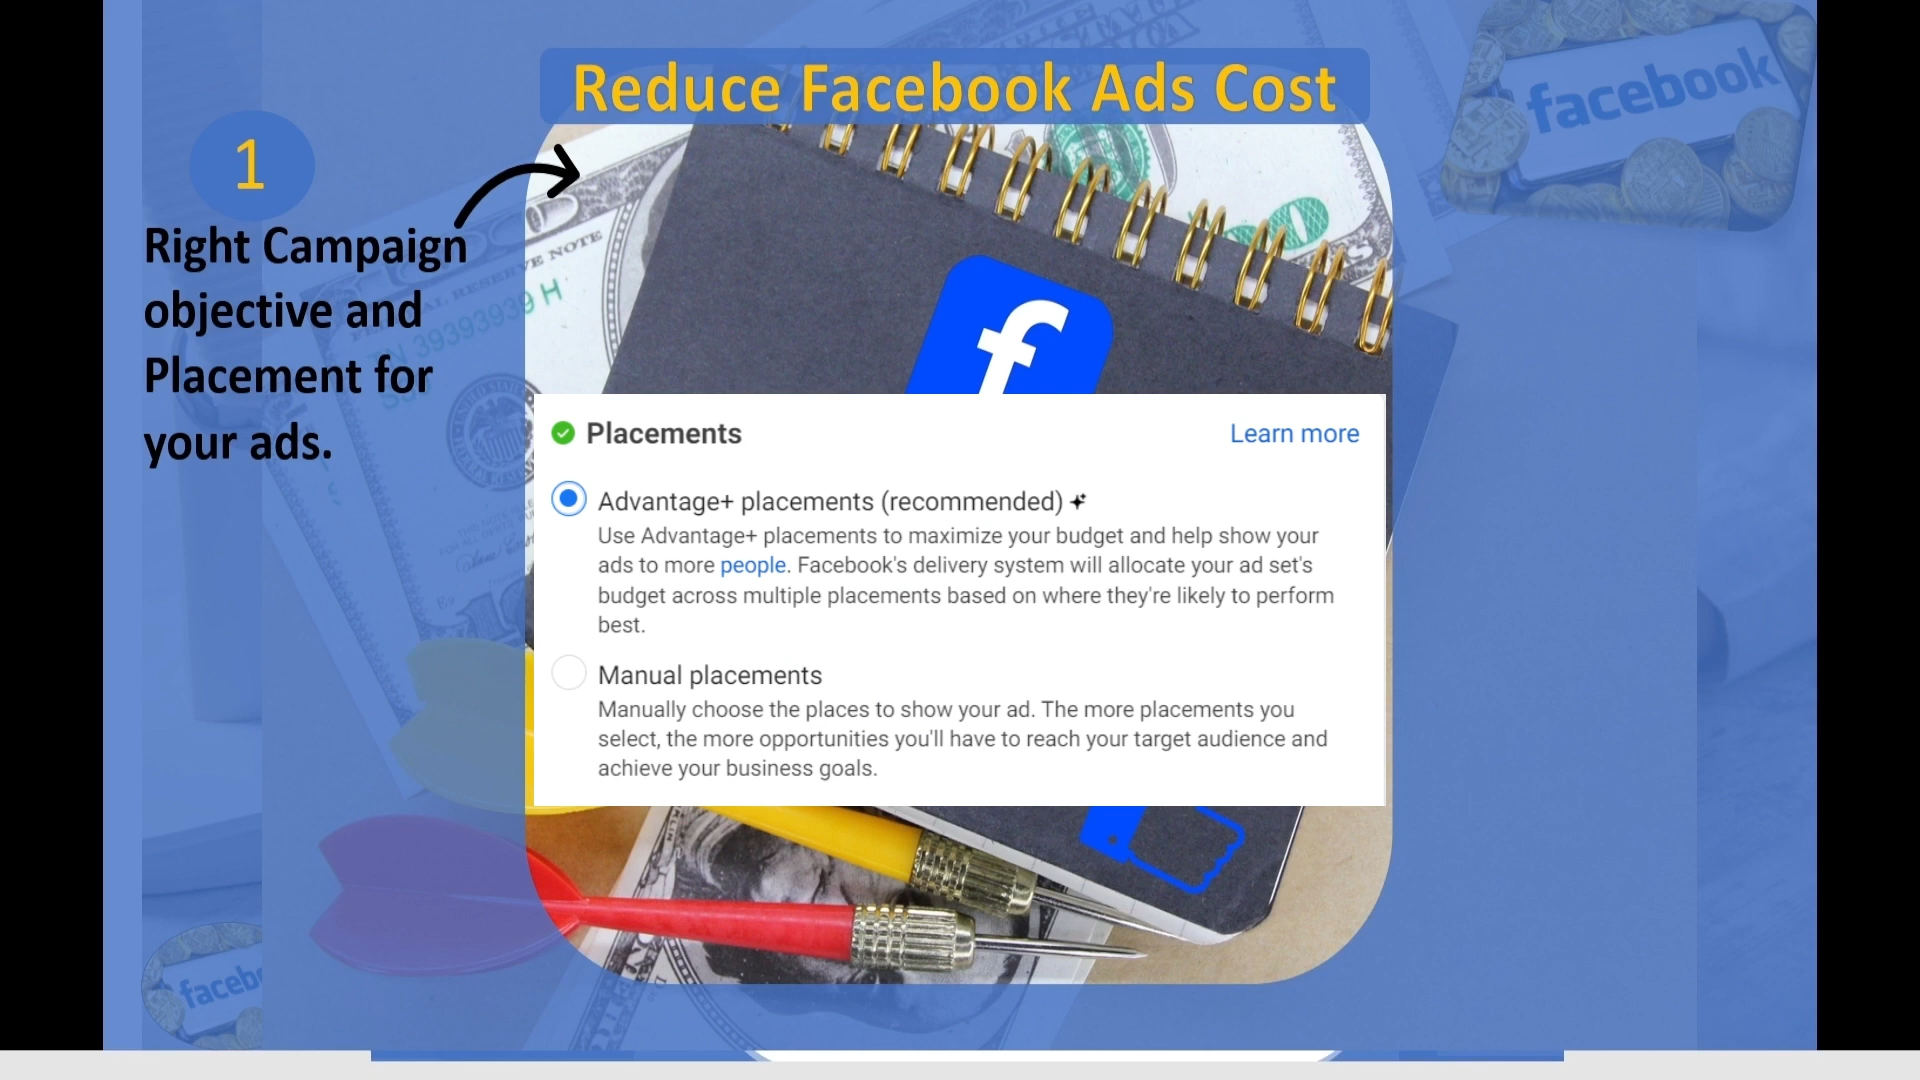 Reduce Facebook Ads Cost
facebook
1
Right Campaign
objective and
Placement for
your ads.
NOTE
39393939 H
f
Placements
Learn more
Advantage+ placements (recommended)
Use Advantage+ placements to maximize your budget and help show your
ads to more people. Facebook's delivery system will allocate your ad set's
budget across multiple placements based on where they're likely to perform
best.
Manual placements
Manually choose the places to show your ad. The more placements you
select, the more opportunities you'll have to reach your target audience and
achieve your business goals.
faceb